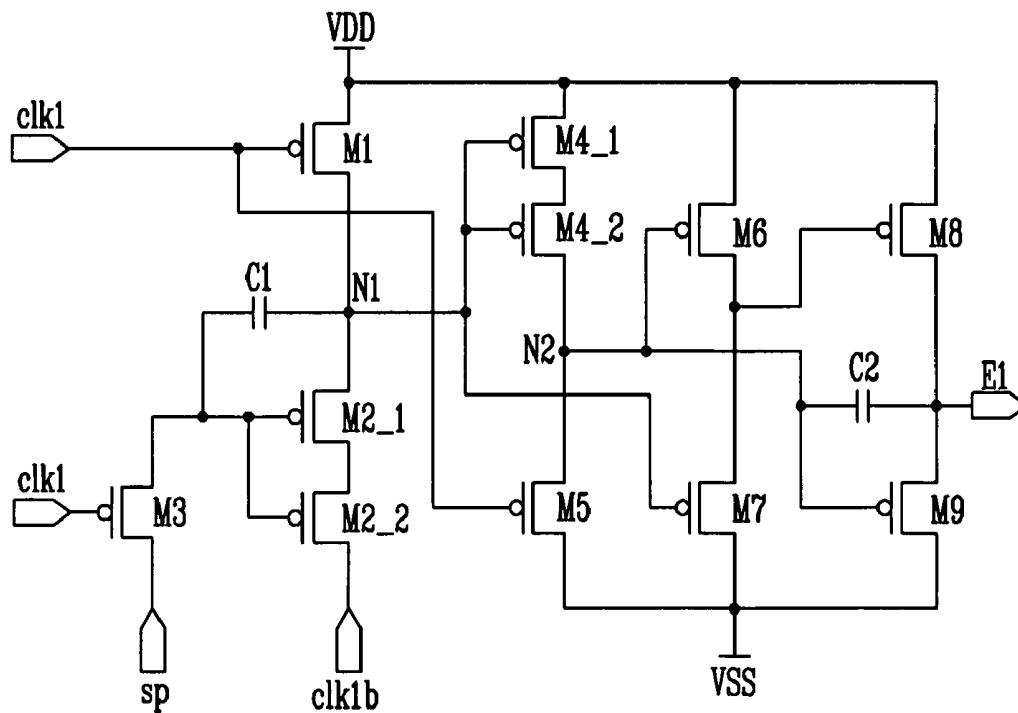 VDD
clk1
M1
M4_1
M4_2
M6
M8
C1
N1
N2
C2
E1
M2_1
clk1
M3
M2_2
M5
M7
M9
sp
clk1b
VSS